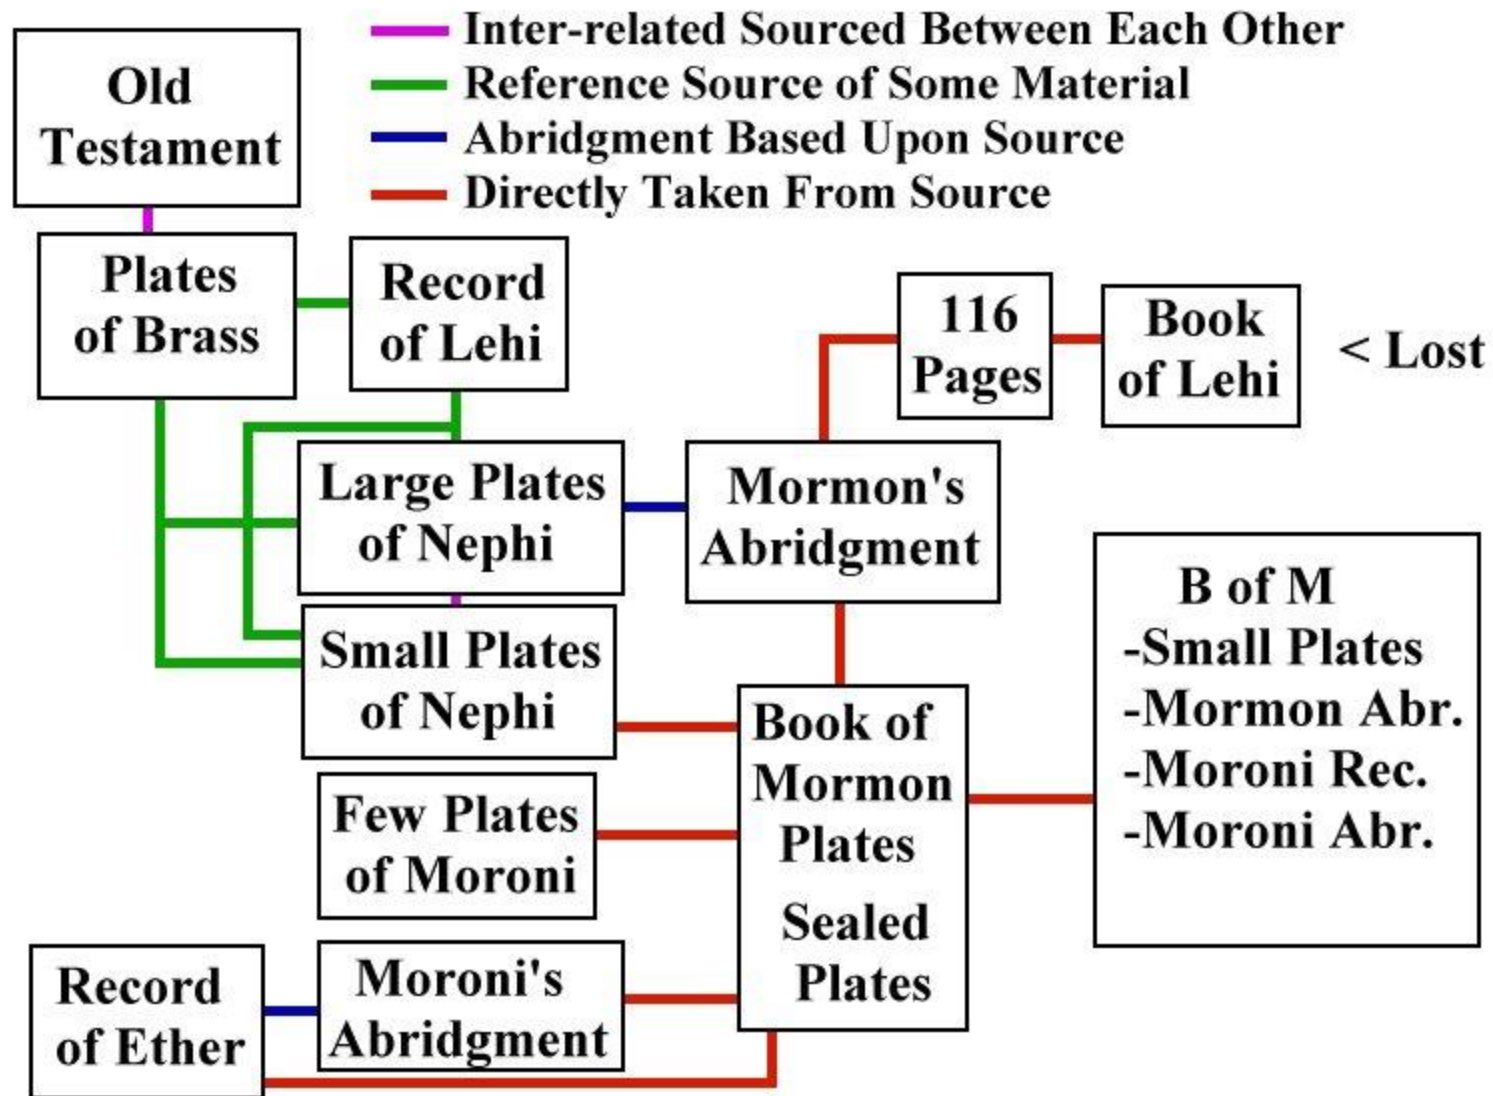 Inter-related Sourced Between Each Other
Reference Source of Some Material
Abridgment Based Upon Source
Directly Taken From Source
Old
Testament
Plates
of Brass
Record
of Lehi
116
Pages
Book
of Lehi
< Lost
Large Plates
of Nephi
Mormon's
Abridgment
Small Plates
of Nephi
Book of
Mormon
Plates
Sealed
Plates
B of M
-Small Plates
-Mormon Abr.
-Moroni Rec.
-Moroni Abr.
Few Plates
of Moroni
Record
of Ether
Moroni's
Abridgment